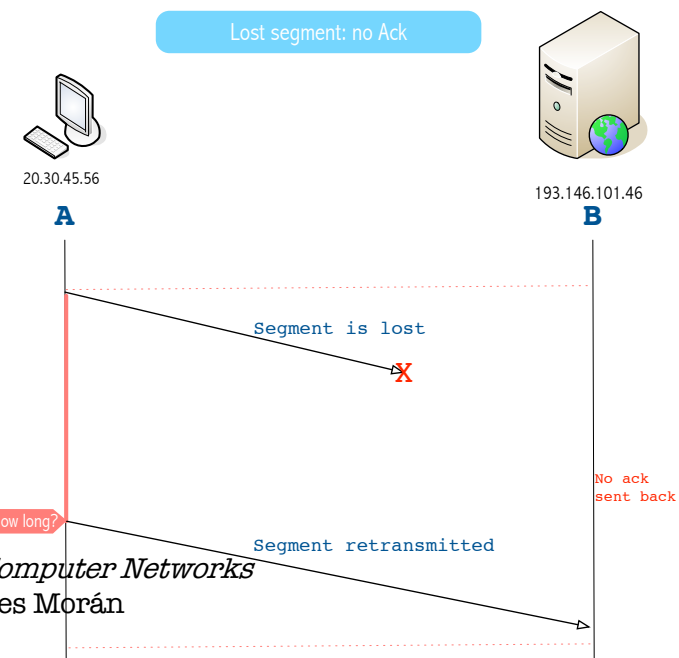 Lost segment: no Ack
20.30.45.56
193.146.101.46
A
B
Segment is lost
X
No ack
sent back
ow long?
Segment retransmitted
omputer Networks
es Morán